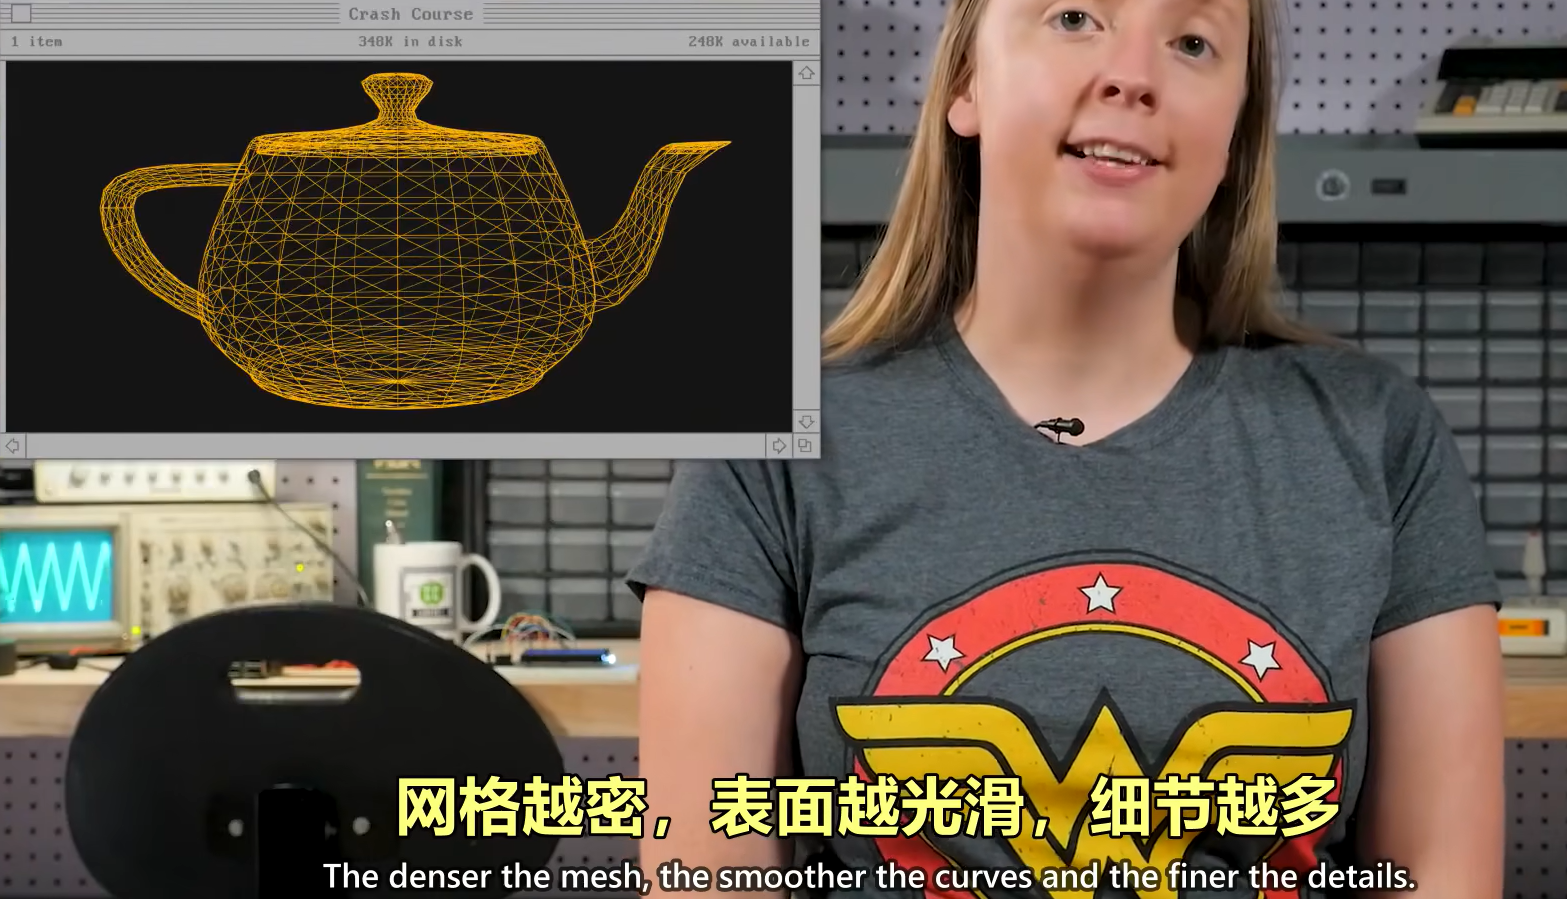 Crash Course
1 item 348K in disk 248K available
网格越密，表面越光滑，细节越多
The denser the mesh, the smoother the curves and the finer the details.